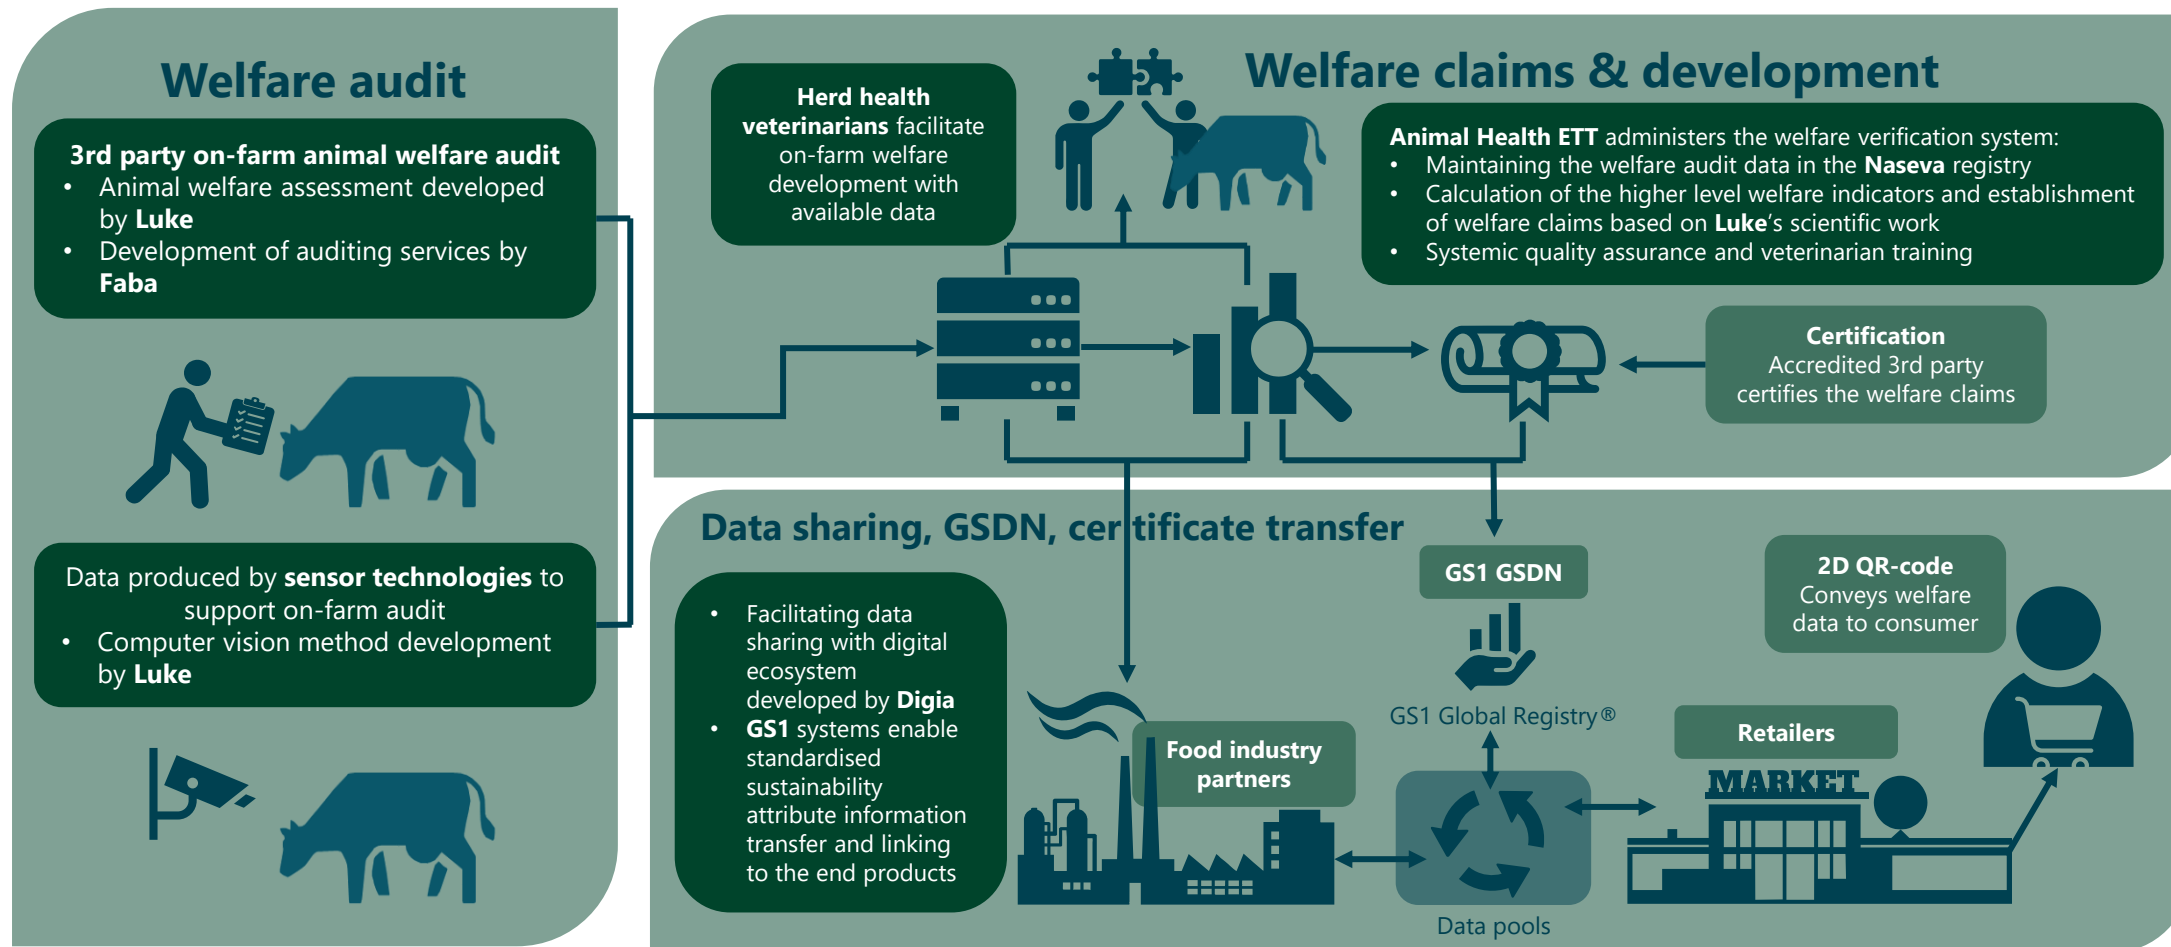 Welfare audit
3rd party on-farm animal welfare audit
• Animal welfare assessment developed
by Luke
• Development of auditing services by
Faba
Data produced by sensor technologies to
support on-farm audit
• Computer vision method development
by Luke
Welfare claims & development
Herd health
veterinarians facilitate
on-farm welfare
development with
available data
Animal Health ETT administers the welfare verification system:
• Maintaining the welfare audit data in the Naseva registry
• Calculation of the higher level welfare indicators and establishment
of welfare claims based on Luke's scientific work
• Systemic quality assurance and veterinarian training
Certification
Accredited 3rd party
certifies the welfare claims
Data sharing, GSDN, certificate transfer
• Facilitating data
sharing with digital
ecosystem
developed by Digia
• GS1 systems enable
standardised
sustainability
attribute information
transfer and linking
to the end products
Food industry
partners
GS1 GSDN
GS1 Global Registry®
Data pools
Retailers
MARKET
2D QR-code
Conveys welfare
data to consumer